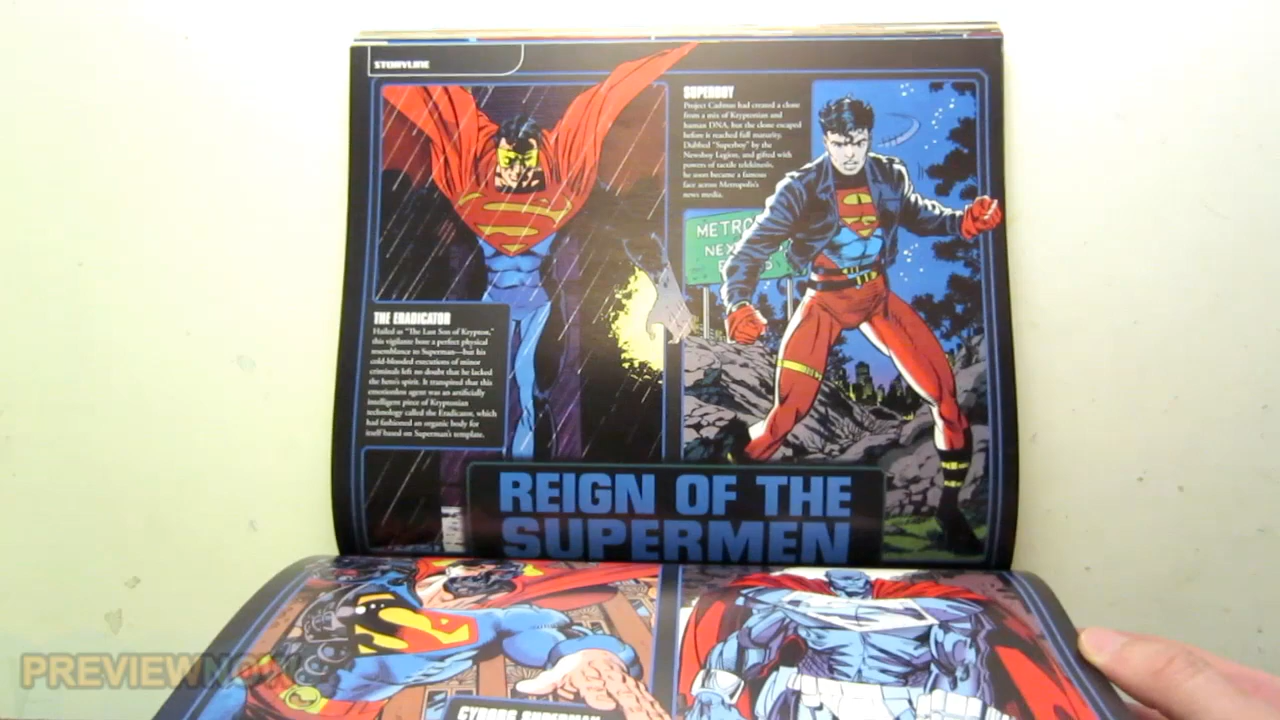 STORYLINE
SUPERBOY
Project Cadmus had created a clone
from a mix of Kryptonian and
human DNA, but the clone escaped
before is reached full maturity.
Dubbed "Superboy" by the
Newsboy Legion, and gifted with
powers of tactile telekinesis,
he soon became a famous
face across Metropolis's
news media.
METRO
NEX
E
S
THE ERADICATOR
Hailed as "The Last Son of Krypton,"
this vigilante bore a perfect physical
resemblance to Superman—but his
cold-blooded executions of minor
criminals left no doubt that he lacked
the hero's spirit. It transpired that this
emotionless agent was an artificially
intelligent piece of Kryptonian
technology called the Eradicator, which
had fashioned an organic body for
itself based on Superman's template.
REIGN OF THE
SUPERMEN
CYBORG SUPERMAN
PREVIEWNOW